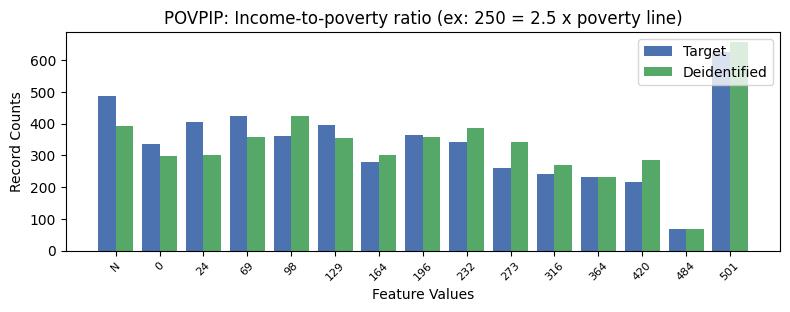 POVPIP: Income-to-poverty ratio (ex: 250 = 2.5 x poverty line)
Target
Deidentified
Record Counts
600
500
400
300
200
100
0
N 0 24 69 98 129 164 196 232 273 316 364 420 484 501
Feature Values